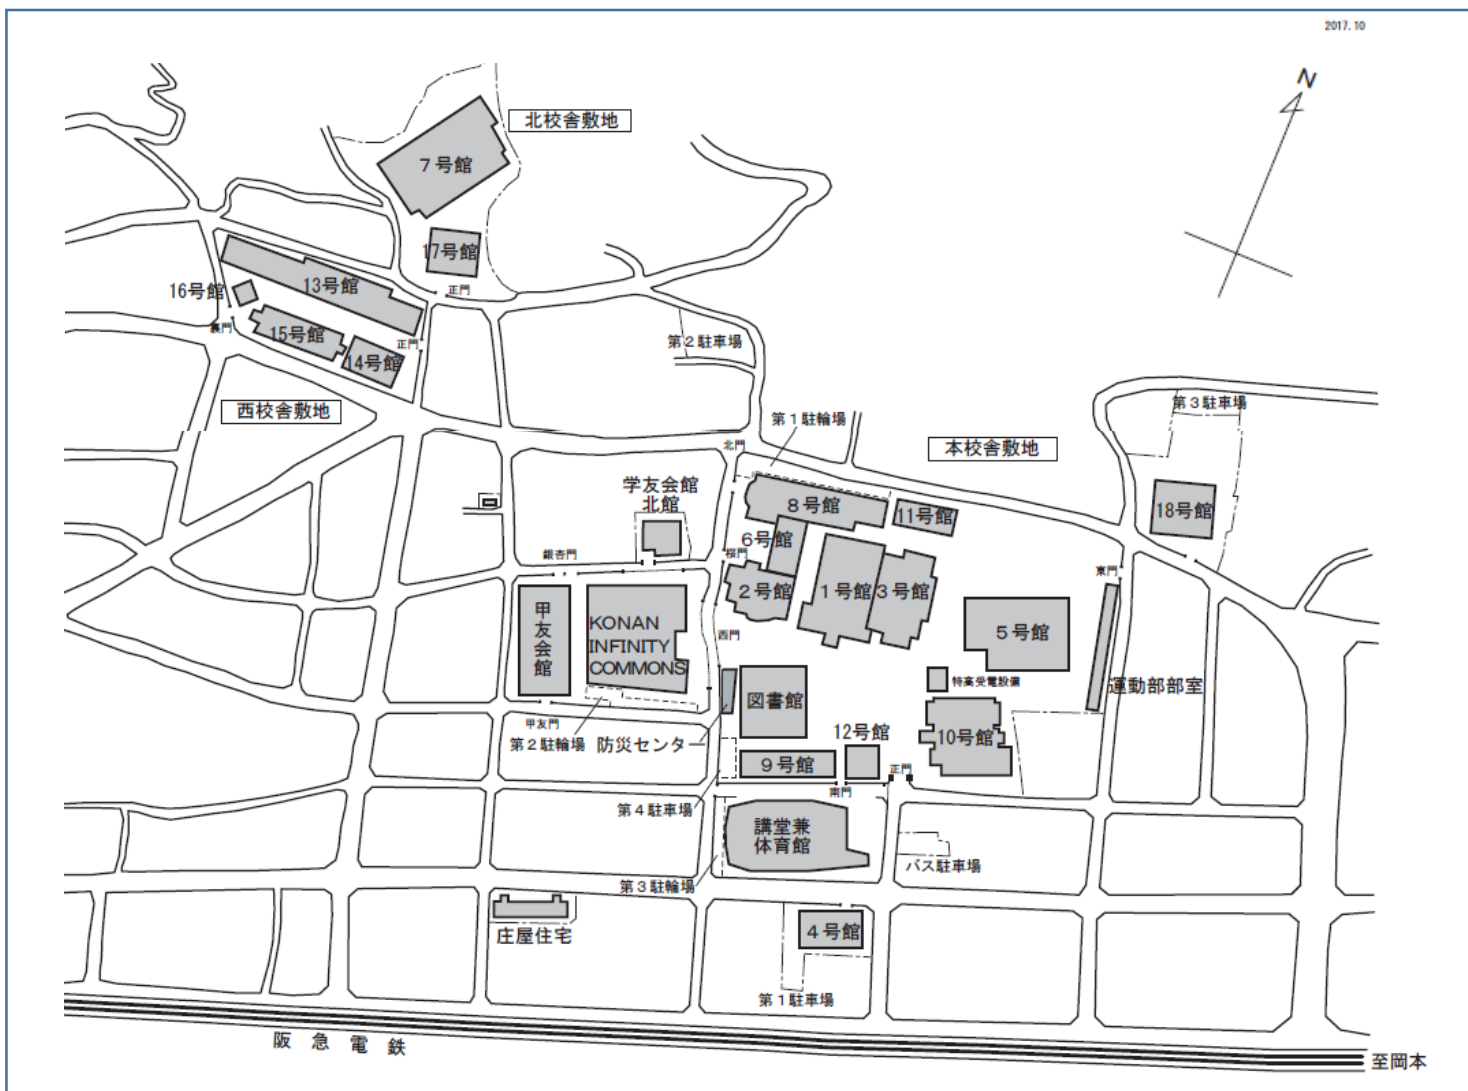 2017.10
N
北校舎敷地
7号館
17号館
正門
13号館
16号館
裏門
15号館
14号館
正門
西校舎敷地
第2駐車場
第3駐車場
第1駐輪場
本校舎敷地
北門
学友会館
北館
8号館
11号館
18号館
6号館
銀杏門
桜門
2号館
1号館
3号館
東門
甲友会館
KONAN
INFINITY
COMMONS
西門
5号館
特高受電設備
運動部部室
図書館
甲友門
第2駐輪場
防災センター
12号館
10号館
9号館
正門
南門
第4駐車場
講堂兼
体育館
バス駐車場
第3駐輪場
庄屋住宅
4号館
第1駐車場
阪急電鉄
至岡本